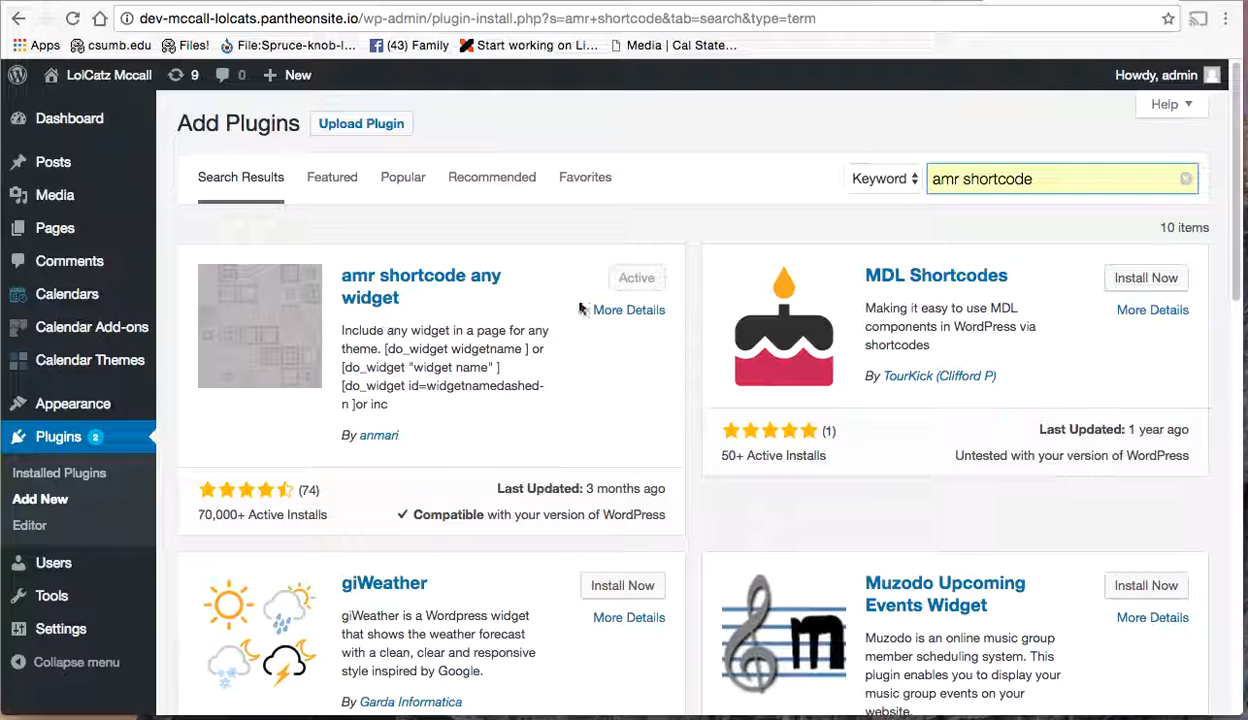 dev-mccall-lolcats.pantheonsite.io/wp-admin/plugin-install.php?s=amr+shortcode&tab=search&type=term
Apps csumb.edu Files! File:Spruce-knob-l... (43) Family Start working on Li... Media | Cal State...
LolCatz Mccall 9 0 + New Howdy, admin
Help
Dashboard
Posts
Media
Pages
Comments
Calendars
Calendar Add-ons
Calendar Themes
Appearance
Plugins 2
Installed Plugins
Add New
Editor
Users
Tools
Settings
Collapse menu
Add Plugins Upload Plugin
Search Results Featured Popular Recommended Favorites Keyword amr shortcode
10 items
amr shortcode any
widget
Active
More Details
Include any widget in a page for any
theme. [do_widget widgetname ] or
[do_widget "widget name" ]
[do_widget id=widgetnamedashed-
n ]or inc
By anmari
(74)
Last Updated: 3 months ago
70,000+ Active Installs
Compatible with your version of WordPress
MDL Shortcodes
Install Now
More Details
Making it easy to use MDL
components in WordPress via
shortcodes
By TourKick (Clifford P)
(1)
Last Updated: 1 year ago
50+ Active Installs
Untested with your version of WordPress
giWeather
Install Now
More Details
giWeather is a Wordpress widget
that shows the weather forecast
with a clean, clear and responsive
style inspired by Google.
By Garda Informatica
Muzodo Upcoming
Events Widget
Install Now
More Details
m
Muzodo is an online music group
member scheduling system. This
plugin enables you to display your
music group events on your
website.